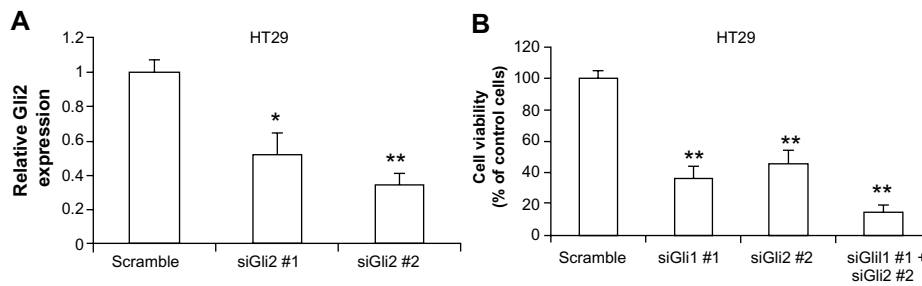 A
HT29
Relative Gli2
expression
1.2
1
0.8
0.6
0.4
0.2
0
*
**
Scramble
siGli2 #1
siGli2 #2
B
HT29
Cell viability
(% of control cells)
120
100
80
60
40
20
0
**
**
**
Scramble
siGli1 #1
siGli2 #2
siGlil1 #1 +
siGli2 #2